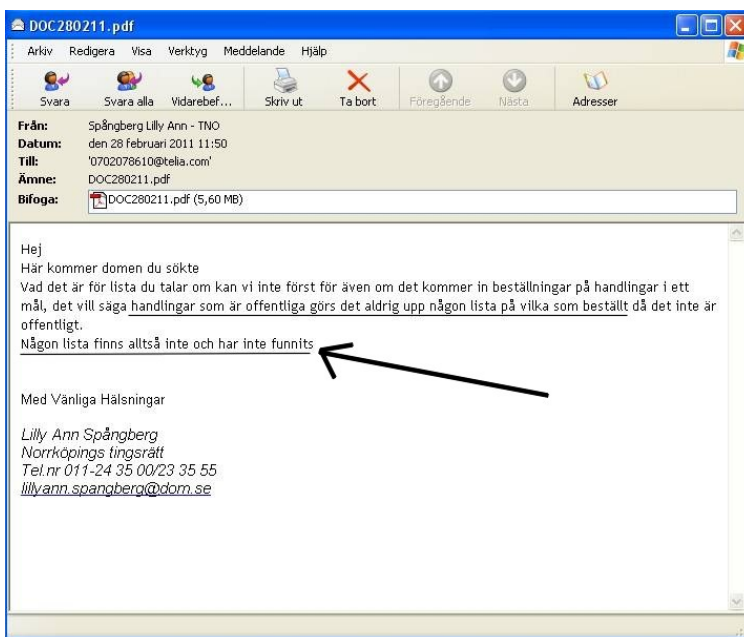 DOC280211.pdf
Arkiv Redigera Visa Verktyg Meddelande Hjälp
Svara Svara alla Vidarebef... Skriv ut Ta bort Föregående Nästa Adresser
Från: Spångberg Lilly Ann - TNO
Datum: den 28 februari 2011 11:50
Till: '0702078610@telia.com'
Ämne: DOC280211.pdf
Bifoga: DOC280211.pdf (5,60 MB)
Hej
Här kommer domen du sökte
Vad det är för lista du talar om kan vi inte först för även om det kommer in beställningar på handlingar i ett
mål, det vill säga handlingar som är offentliga görs det aldrig upp någon lista på vilka som beställt då det inte är
offentligt.
Någon lista finns alltså inte och har inte funnits
Med Vänliga Hälsningar
Lilly Ann Spångberg
Norrköpings tingsrätt
Tel.nr 011-24 35 00/23 35 55
lillyann.spangberg@dom.se